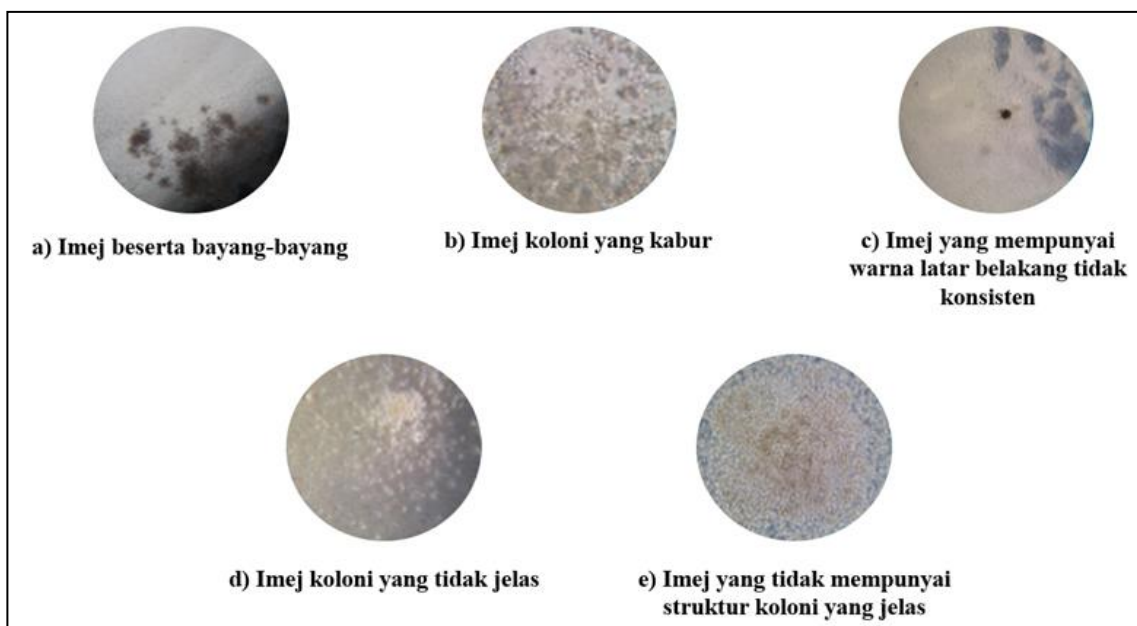 a) Imej beserta bayang-bayang
b) Imej koloni yang kabur
c) Imej yang mempunyai
warna latar belakang tidak
konsisten
d) Imej koloni yang tidak jelas
e) Imej yang tidak mempunyai
struktur koloni yang jelas